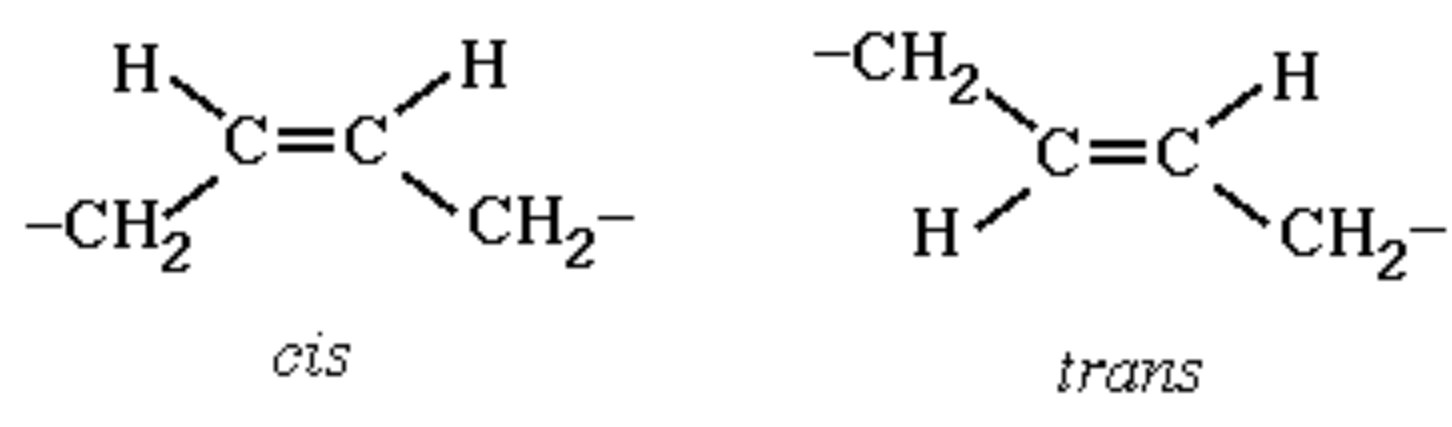 H H –CH₂ H
C=C C=C
–CH₂ CH₂– H CH₂–
cis trans